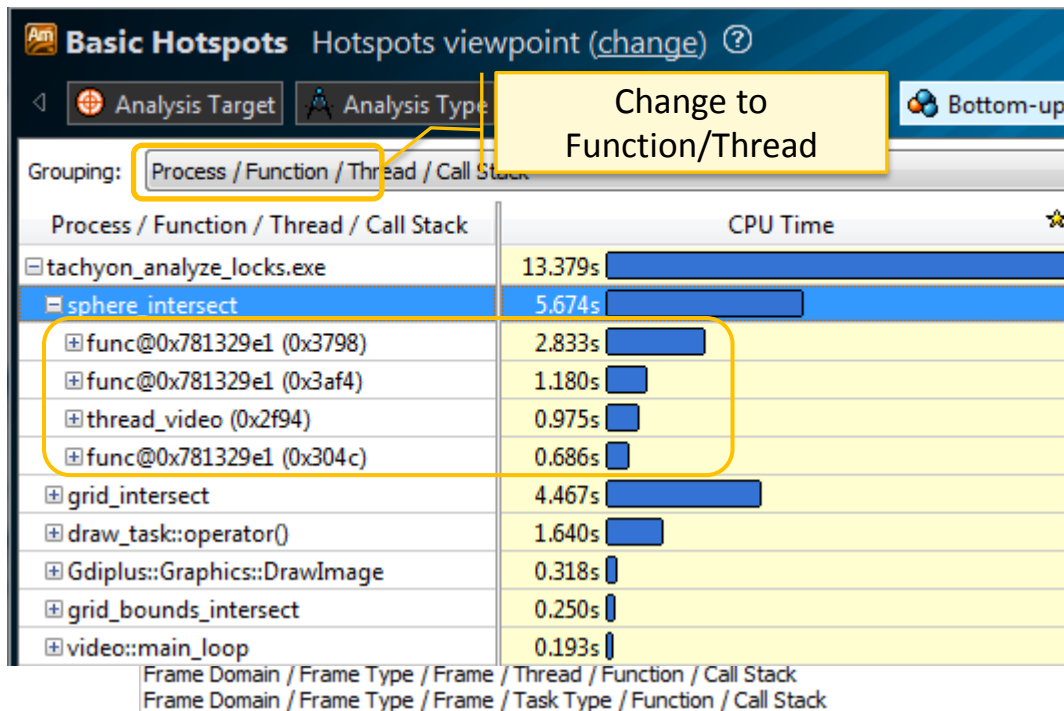 Am Basic Hotspots Hotspots viewpoint (change) ?
Analysis Target Analysis Type Bottom-up
Change to
Function/Thread
Grouping: Process / Function / Thread / Call Stack
Process / Function / Thread / Call Stack CPU Time
tachyon_analyze_locks.exe 13.379s
sphere_intersect 5.674s
func@0x781329e1 (0x3798) 2.833s
func@0x781329e1 (0x3af4) 1.180s
thread_video (0x2f94) 0.975s
func@0x781329e1 (0x304c) 0.686s
grid_intersect 4.467s
draw_task::operator() 1.640s
Gdiplus::Graphics::DrawImage 0.318s
grid_bounds_intersect 0.250s
video::main_loop 0.193s
Frame Domain / Frame Type / Frame / Thread / Function / Call Stack
Frame Domain / Frame Type / Frame / Task Type / Function / Call Stack